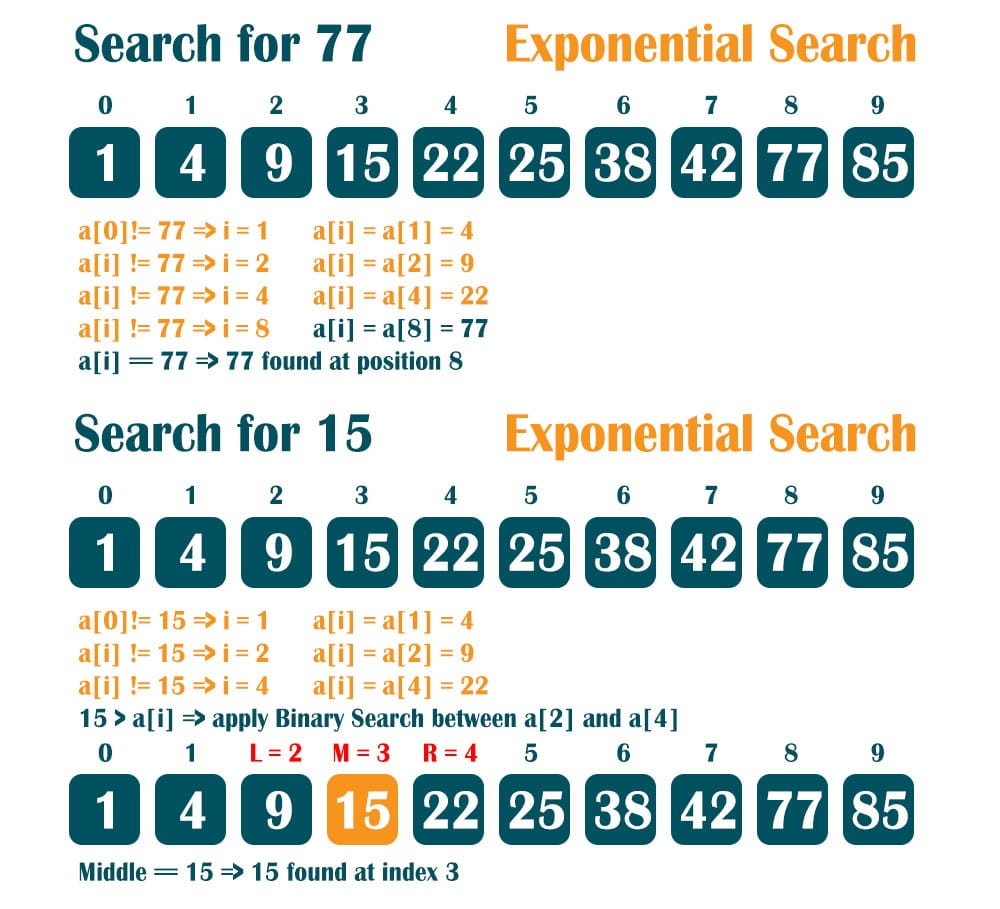 Search for 77 Exponential Search
0 1 2 3 4 5 6 7 8 9
1 4 9 15 22 25 38 42 77 85
a[0]!= 77 => i = 1 a[i] = a[1] = 4
a[i] != 77 => i = 2 a[i] = a[2] = 9
a[i] != 77 => i = 4 a[i] = a[4] = 22
a[i] != 77 => i = 8 a[i] = a[8] = 77
a[i] == 77 => 77 found at position 8
Search for 15 Exponential Search
0 1 2 3 4 5 6 7 8 9
1 4 9 15 22 25 38 42 77 85
a[0]!= 15 => i = 1 a[i] = a[1] = 4
a[i] != 15 => i = 2 a[i] = a[2] = 9
a[i] != 15 => i = 4 a[i] = a[4] = 22
15 > a[i] => apply Binary Search between a[2] and a[4]
0 1 L = 2 M = 3 R = 4 5 6 7 8 9
1 4 9 15 22 25 38 42 77 85
Middle == 15 => 15 found at index 3